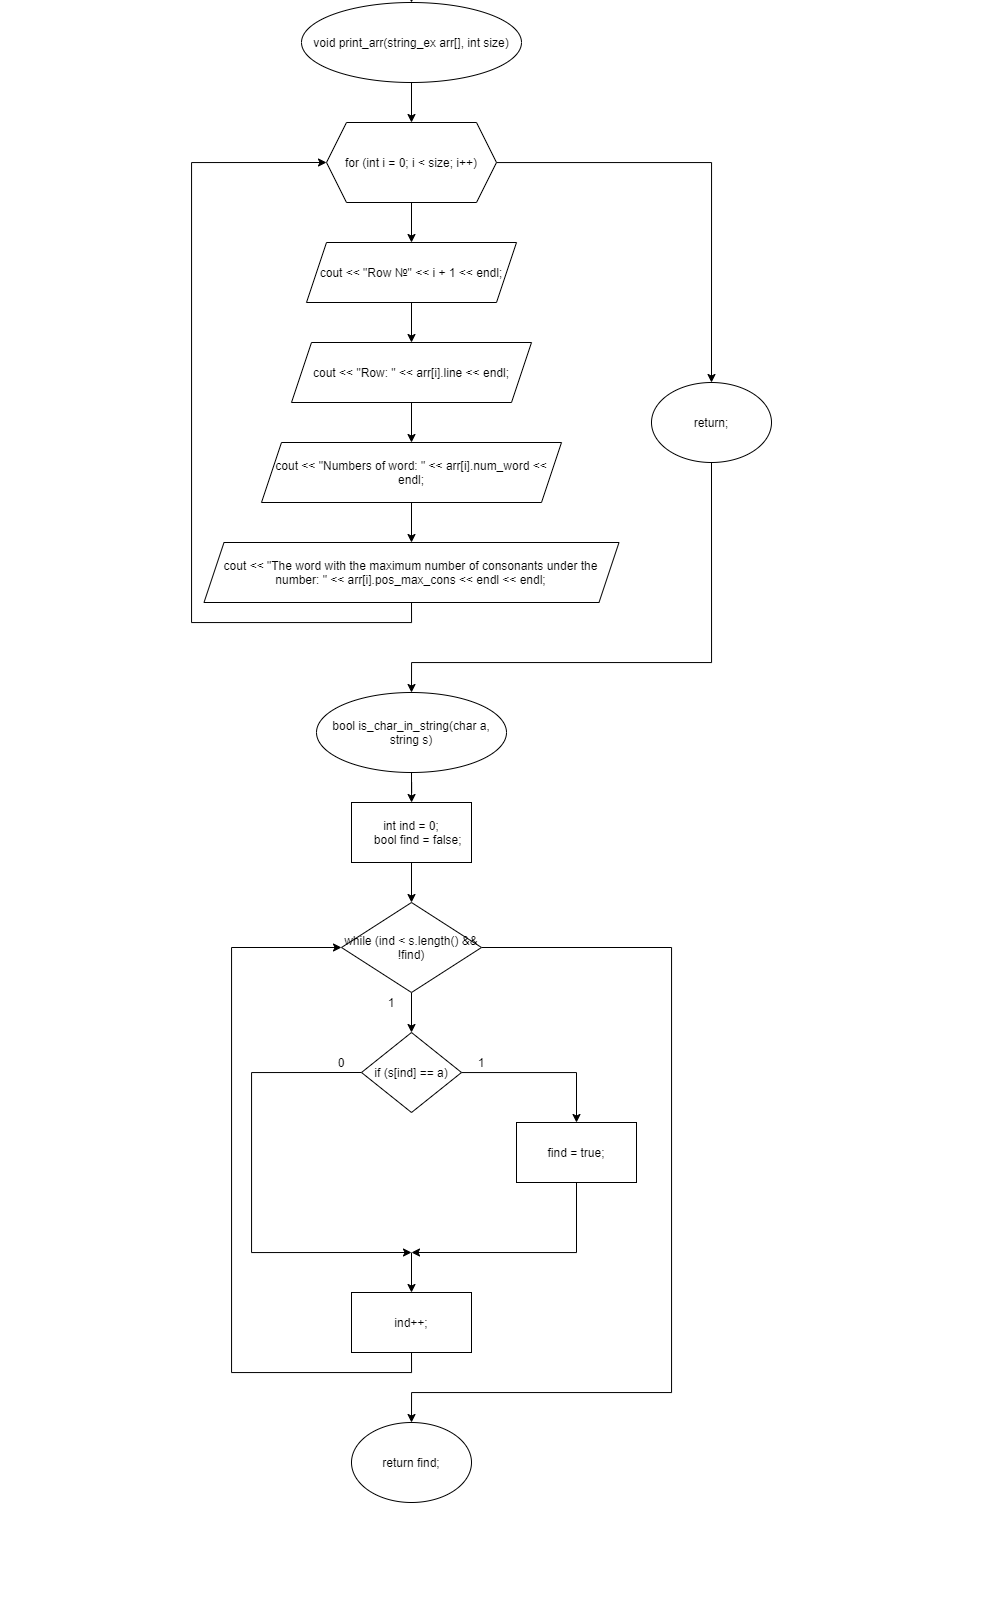 void print_arr(string_ex arr[], int size)
for (int i = 0; i < size; i++)
cout << "Row №" << i + 1 << endl;
cout << "Row: " << arr[i].line << endl;
return;
cout << "Numbers of word: " << arr[i].num_word <<
endl;
cout << "The word with the maximum number of consonants under the
number: " << arr[i].pos_max_cons << endl << endl;
bool is_char_in_string(char a,
string s)
int ind = 0;
bool find = false;
while (ind < s.length() &&
!find)
1
0
1
if (s[ind] == a)
find = true;
ind++;
return find;